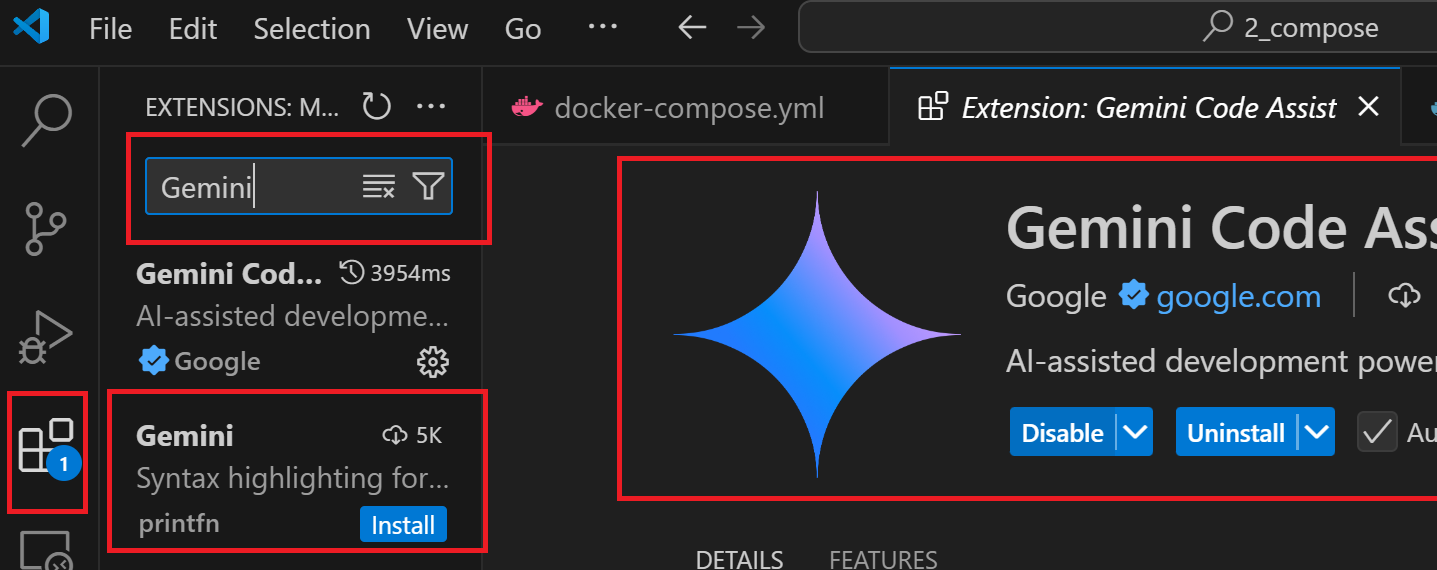 File Edit Selection View Go ··· 2_compose
EXTENSIONS: M... ···
docker-compose.yml
Extension: Gemini Code Assist
Gemini
Gemini Cod... 3954ms
AI-assisted developme...
Google
Gemini 5K
Syntax highlighting for...
printfn Install
1
Gemini Code Ass
Google google.com
AI-assisted development power
Disable Uninstall Au
DETAILS FEATURES